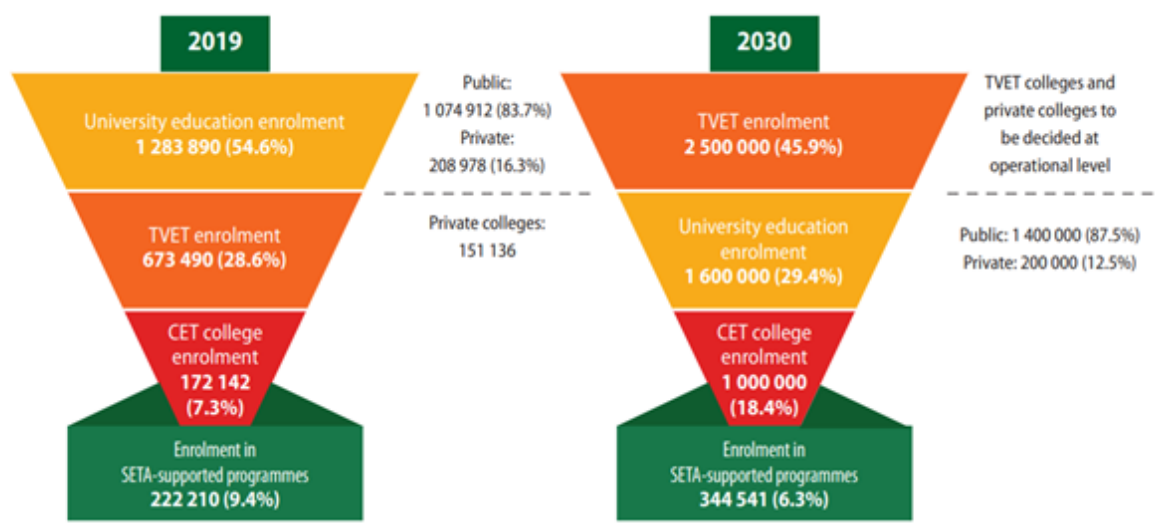 2019
University education enrolment
1 283 890 (54.6%)
Public:
1 074 912 (83.7%)
Private:
208 978 (16.3%)
TVET enrolment
673 490 (28.6%)
Private colleges:
151 136
CET college
enrolment
172 142
(7.3%)
Enrolment in
SETA-supported programmes
222 210 (9.4%)
2030
TVET enrolment
2 500 000 (45.9%)
TVET colleges and
private colleges to
be decided at
operational level
University education
enrolment
1 600 000 (29.4%)
Public: 1 400 000 (87.5%)
Private: 200 000 (12.5%)
CET college
enrolment
1 000 000
(18.4%)
Enrolment in
SETA-supported programmes
344 541 (6.3%)